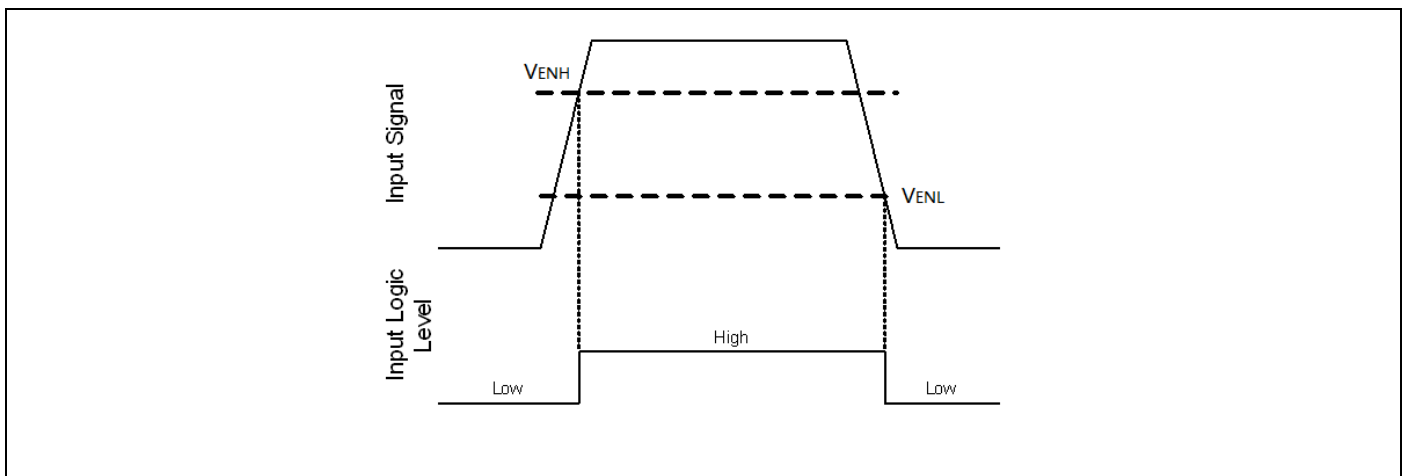 VENH
Input Signal
VENL
Input Logic
Level
High
Low
Low